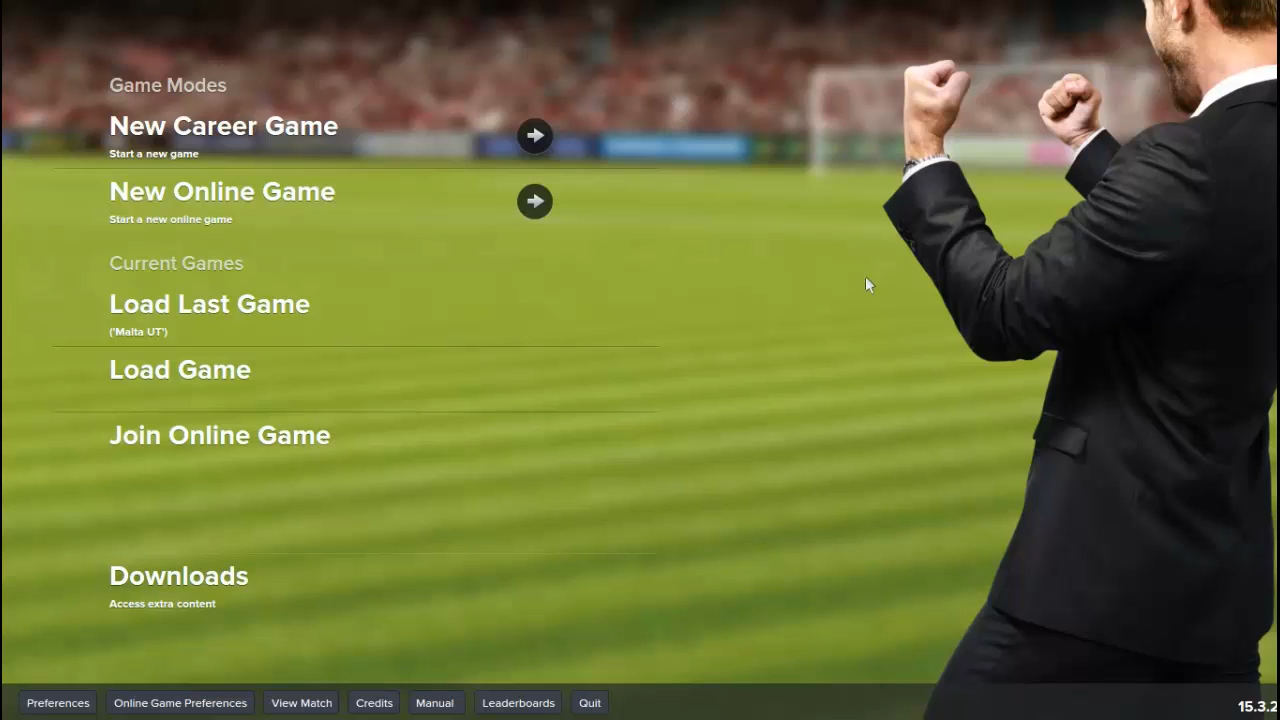 Game Modes
New Career Game
Start a new game
New Online Game
Start a new online game
Current Games
Load Last Game
('Malta UT')
Load Game
Join Online Game
Downloads
Access extra content
Preferences
Online Game Preferences
View Match
Credits
Manual
Leaderboards
Quit
15.3.2